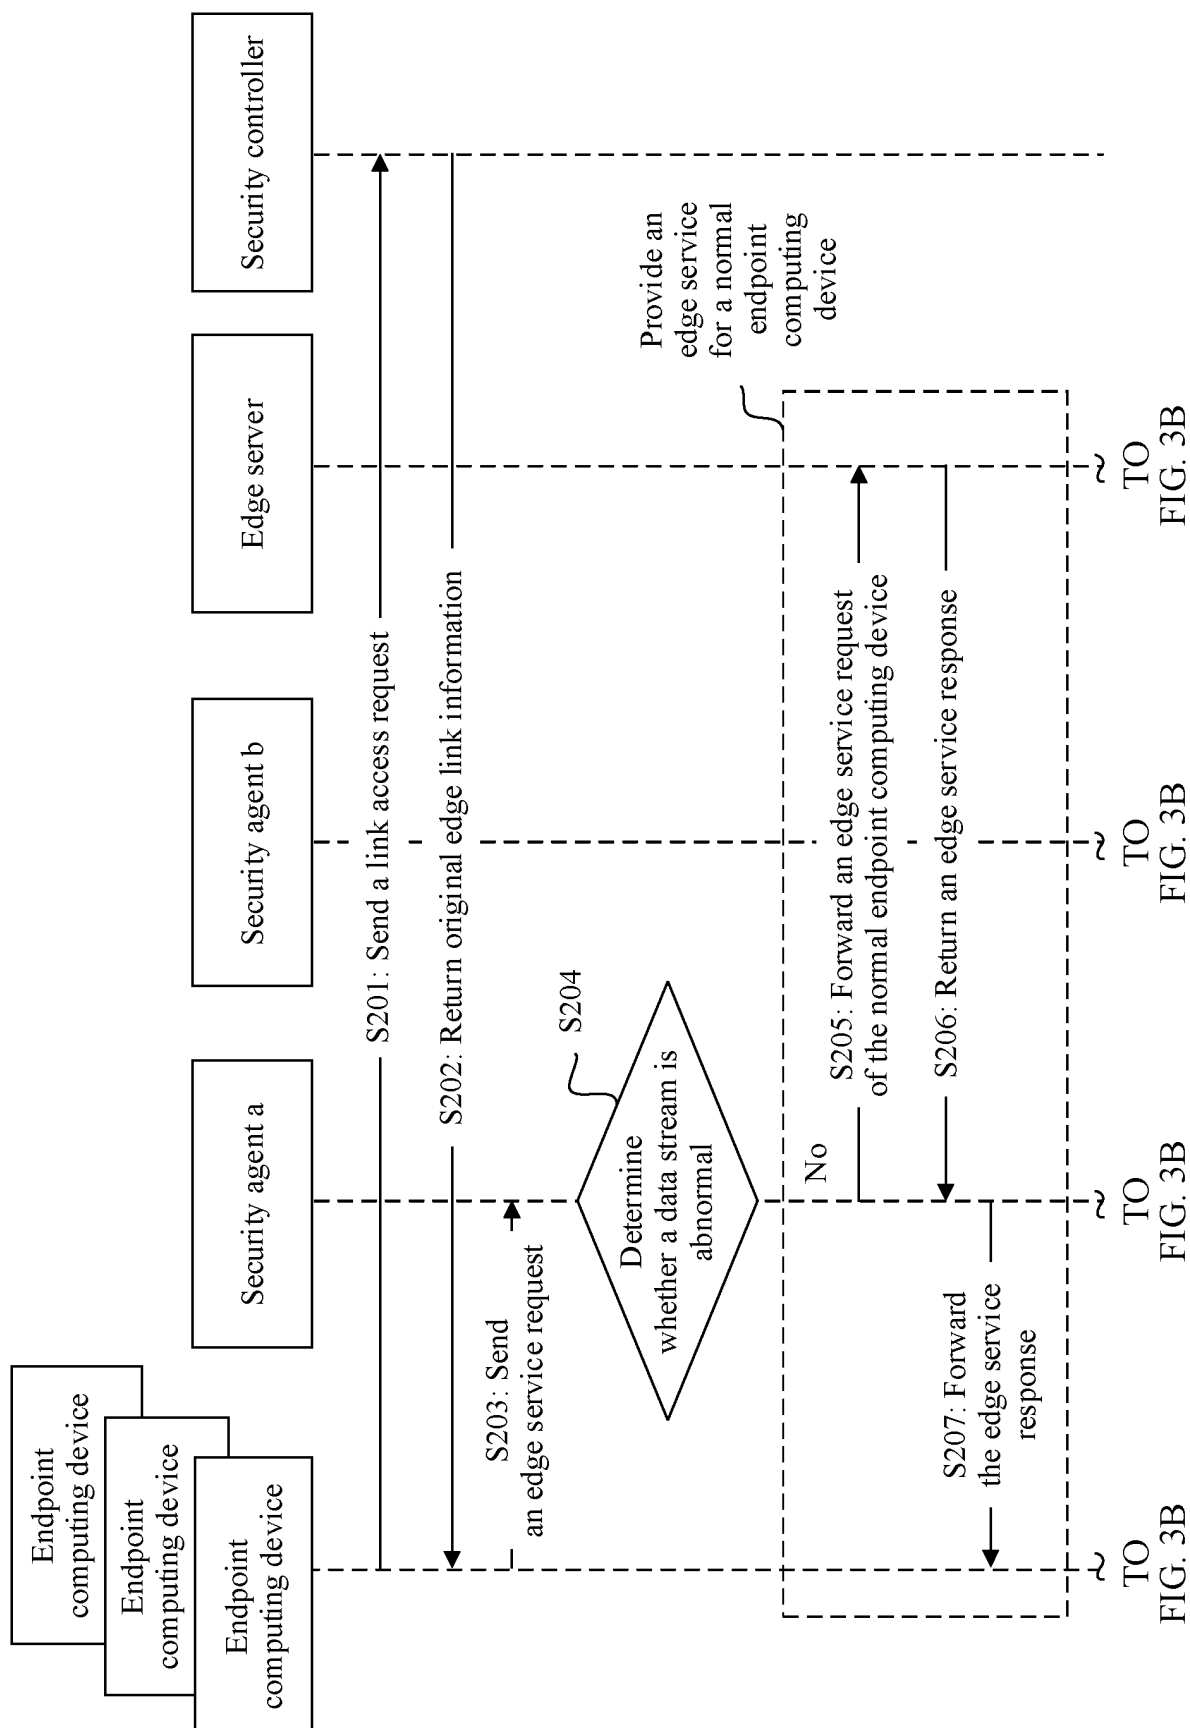 Endpoint
computing device
Endpoint
computing device
Endpoint
computing device
Security agent a
Security agent b
Edge server
Security controller
S201: Send a link access request
S202: Return original edge link information
S203: Send
an edge service request
S204
Determine
whether a data stream is
abnormal
Provide an
edge service
for a normal
endpoint
computing
device
No
S205: Forward an edge service request
of the normal endpoint computing device
S206: Return an edge service response
S207: Forward
the edge service
response
TO
FIG. 3B
TO
FIG. 3B
TO
FIG. 3B
TO
FIG. 3B